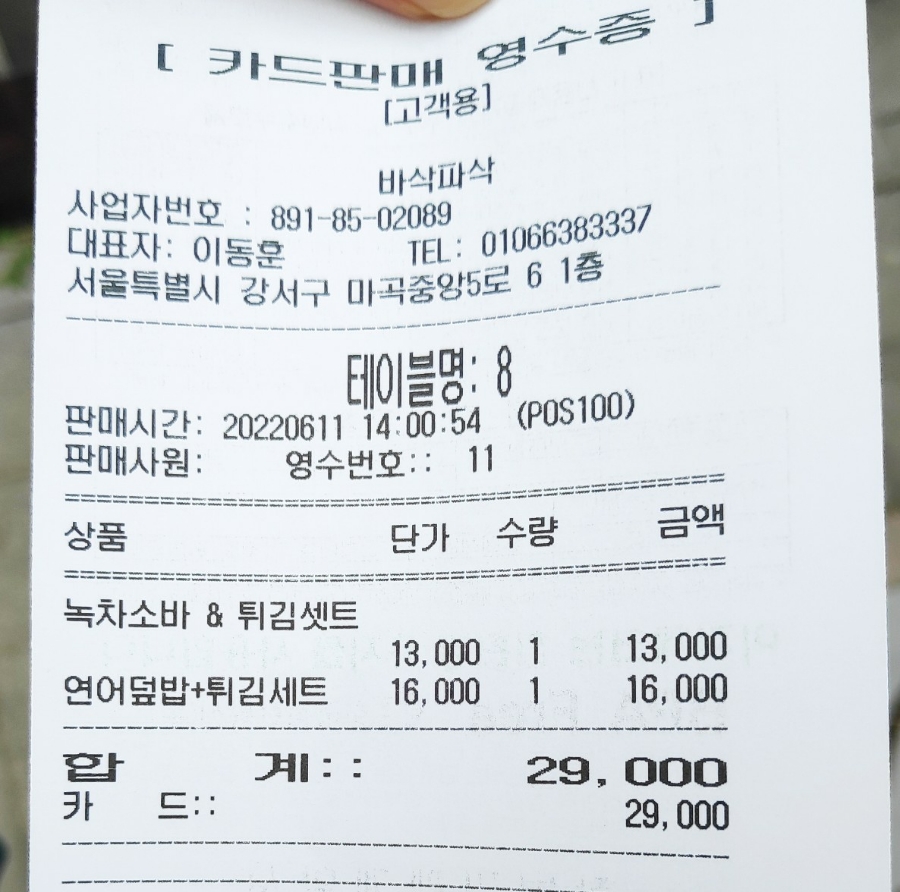 [ 카드판매 영수증 ]
[고객용]
바삭파삭
사업자번호 : 891-85-02089
대표자: 이동훈 TEL: 01066383337
서울특별시 강서구 마곡중앙5로 6 1층
테이블명: 8
판매시간: 20220611 14:00:54 (POS100)
판매사원: 영수번호:: 11
상품 단가 수량 금액
녹차소바 & 튀김셋트
13,000 1 13,000
연어덮밥+튀김세트 16,000 1 16,000
합 계:: 29,000
카 드:: 29,000